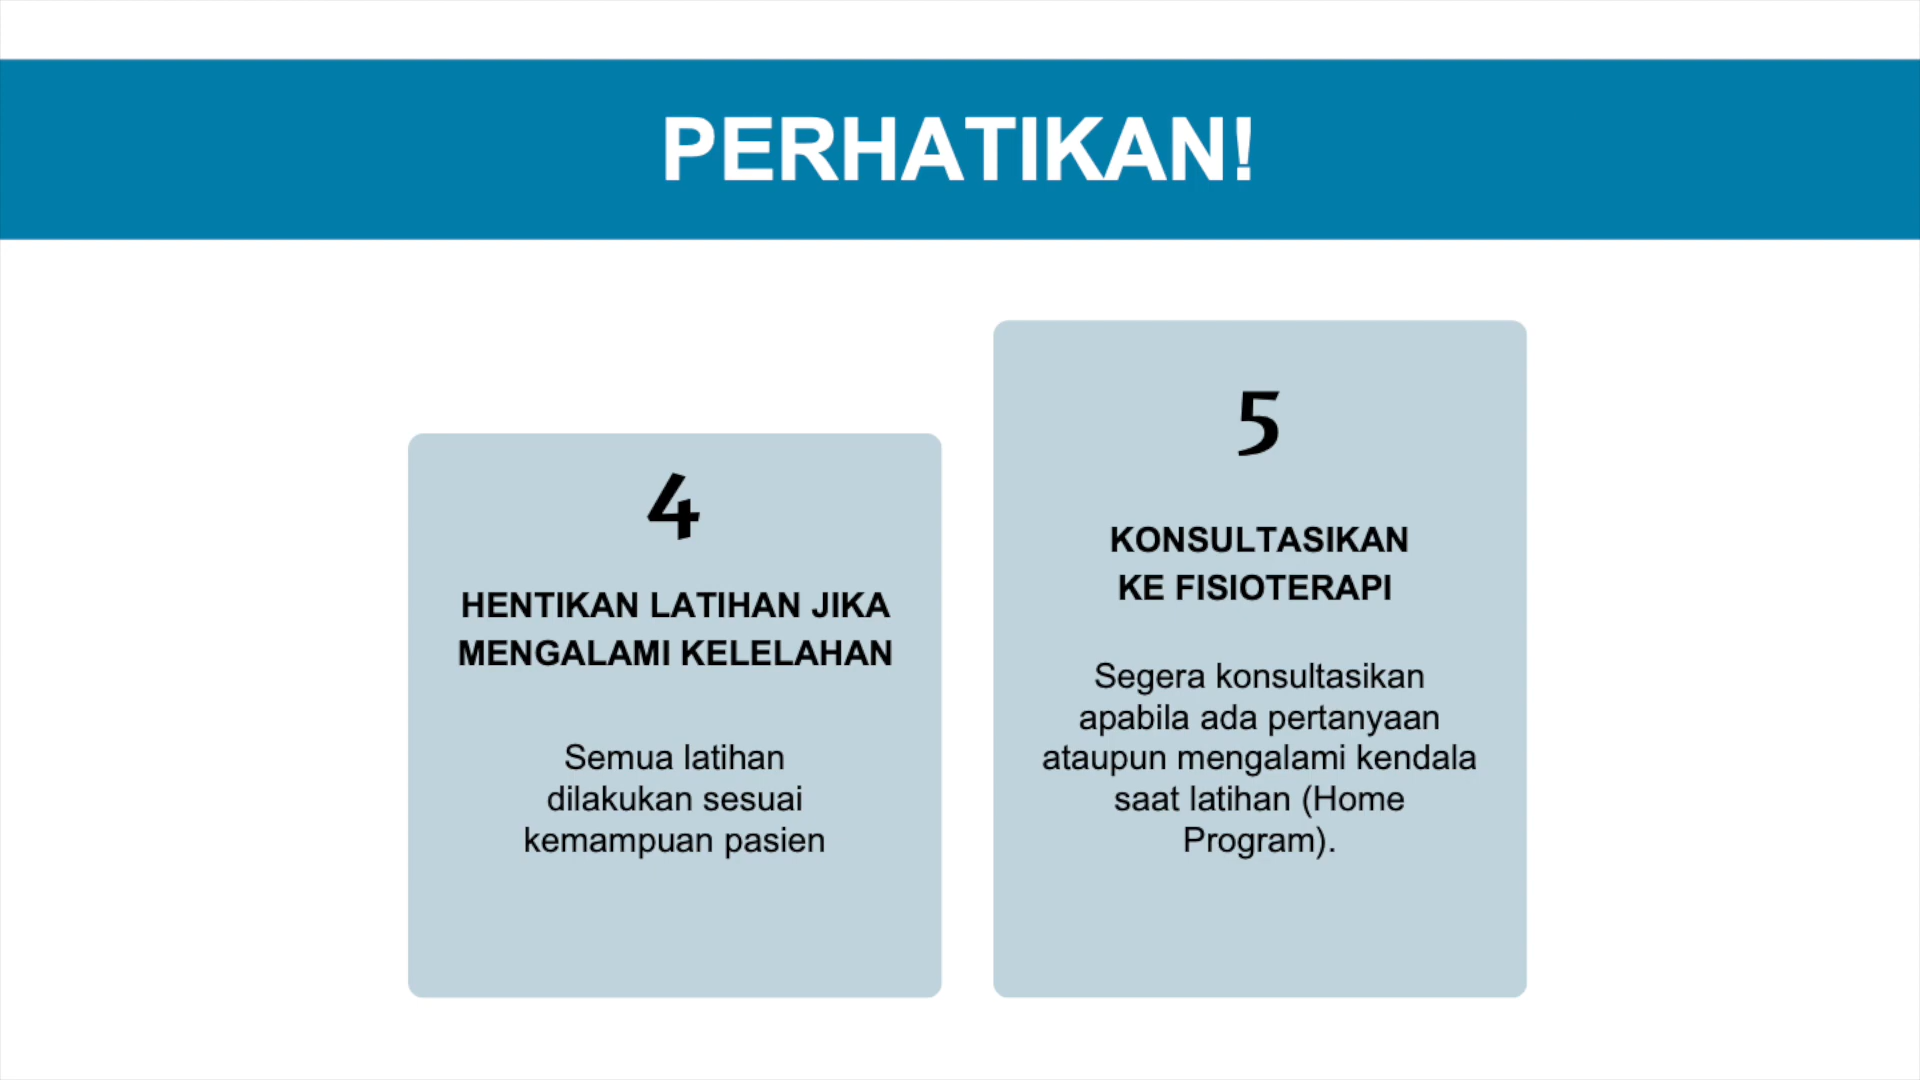 PERHATIKAN!
4
HENTIKAN LATIHAN JIKA
MENGALAMI KELELAHAN
Semua latihan
dilakukan sesuai
kemampuan pasien
5
KONSULTASIKAN
KE FISIOTERAPI
Segera konsultasikan
apabila ada pertanyaan
ataupun mengalami kendala
saat latihan (Home
Program).